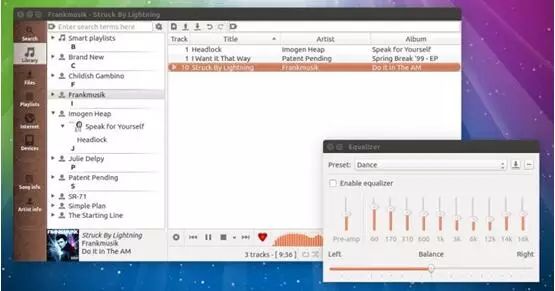 Frankmusik - Struck By Lightning
Search
Library
Files
Playlists
Internet
Devices
Song info
Artist info
Enter search terms here
Smart playlists
B
Brand New
C
Childish Gambino
F
Frankmusik
I
Imogen Heap
Speak for Yourself
Headlock
J
Julie Delpy
P
Patent Pending
S
SR-71
Simple Plan
The Starting Line
Track Title Artist Album
1 Headlock Imogen Heap Speak for Yourself
1 I Want It That Way Patent Pending Spring Break '99 - EP
10 Struck By Lightning Frankmusik Do It In The AM
Struck By Lightning
Frankmusik
Do It In The AM
3 tracks - [ 9:36 ]
Equalizer
Preset: Dance
Enable equalizer
Pre-amp 60 170 310 600 1k 3k 6k 12k 14k 16k
Left Balance Right